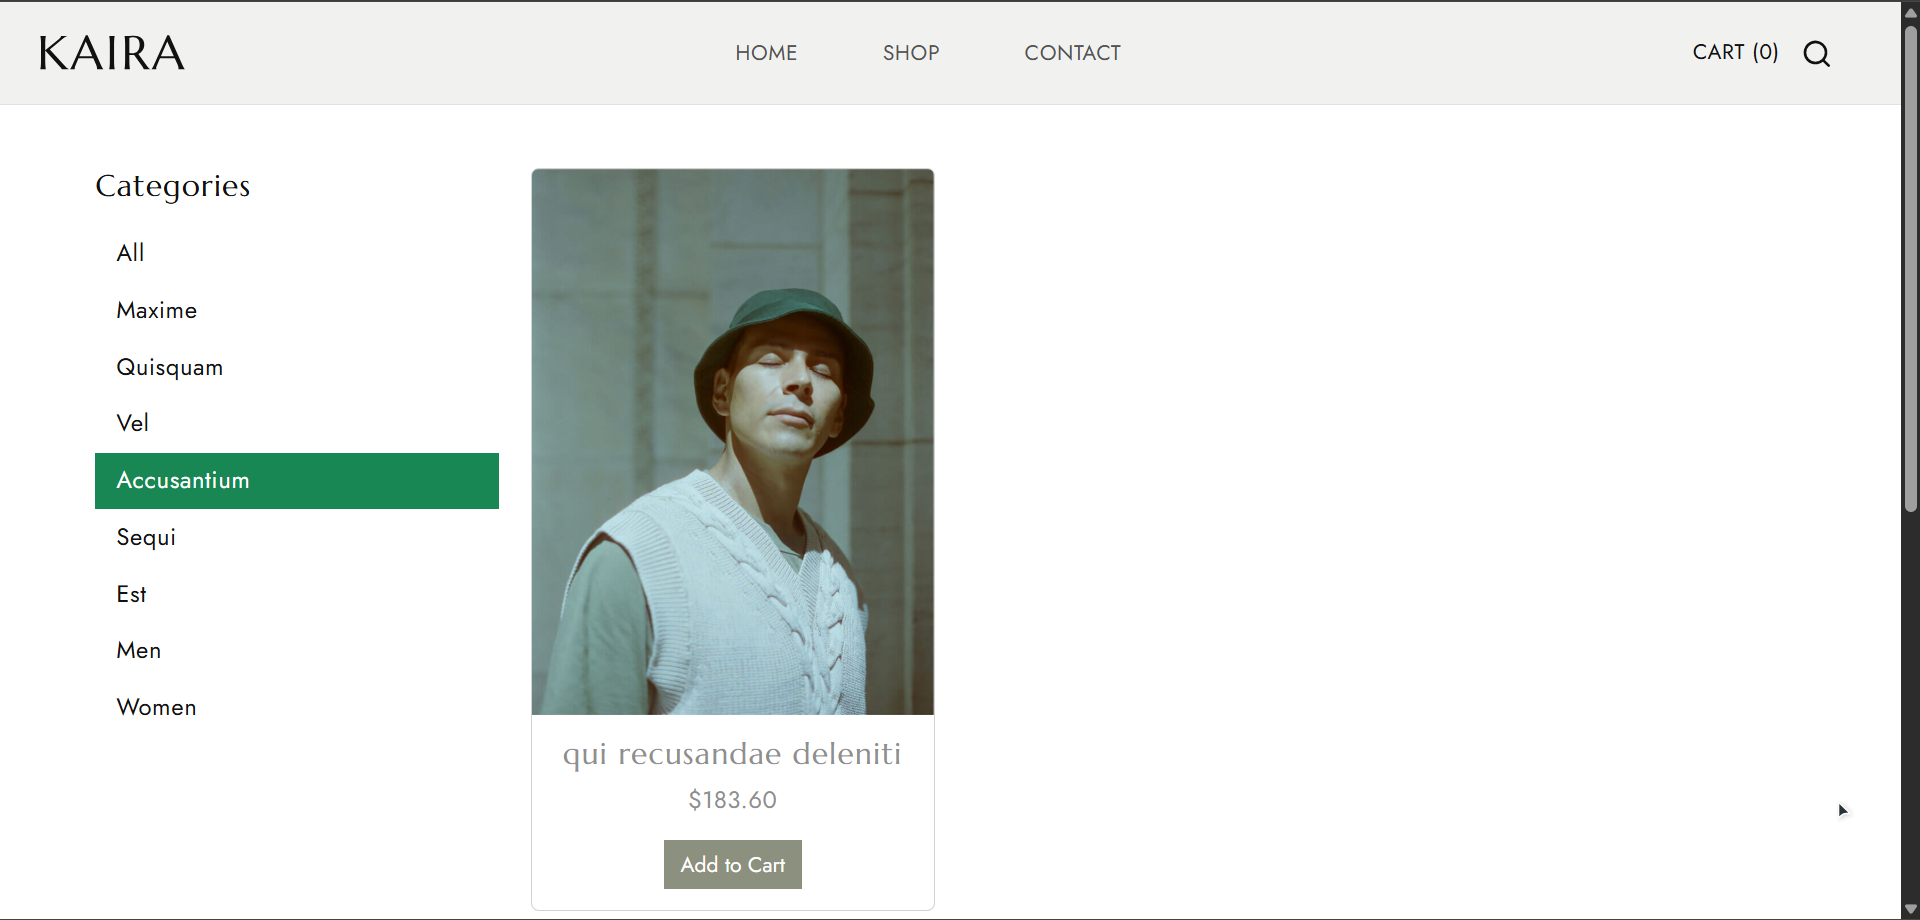 KAIRA
HOME SHOP CONTACT
CART (0)
Categories
All
Maxime
Quisquam
Vel
Accusantium
Sequi
Est
Men
Women
qui recusandae deleniti
$183.60
Add to Cart